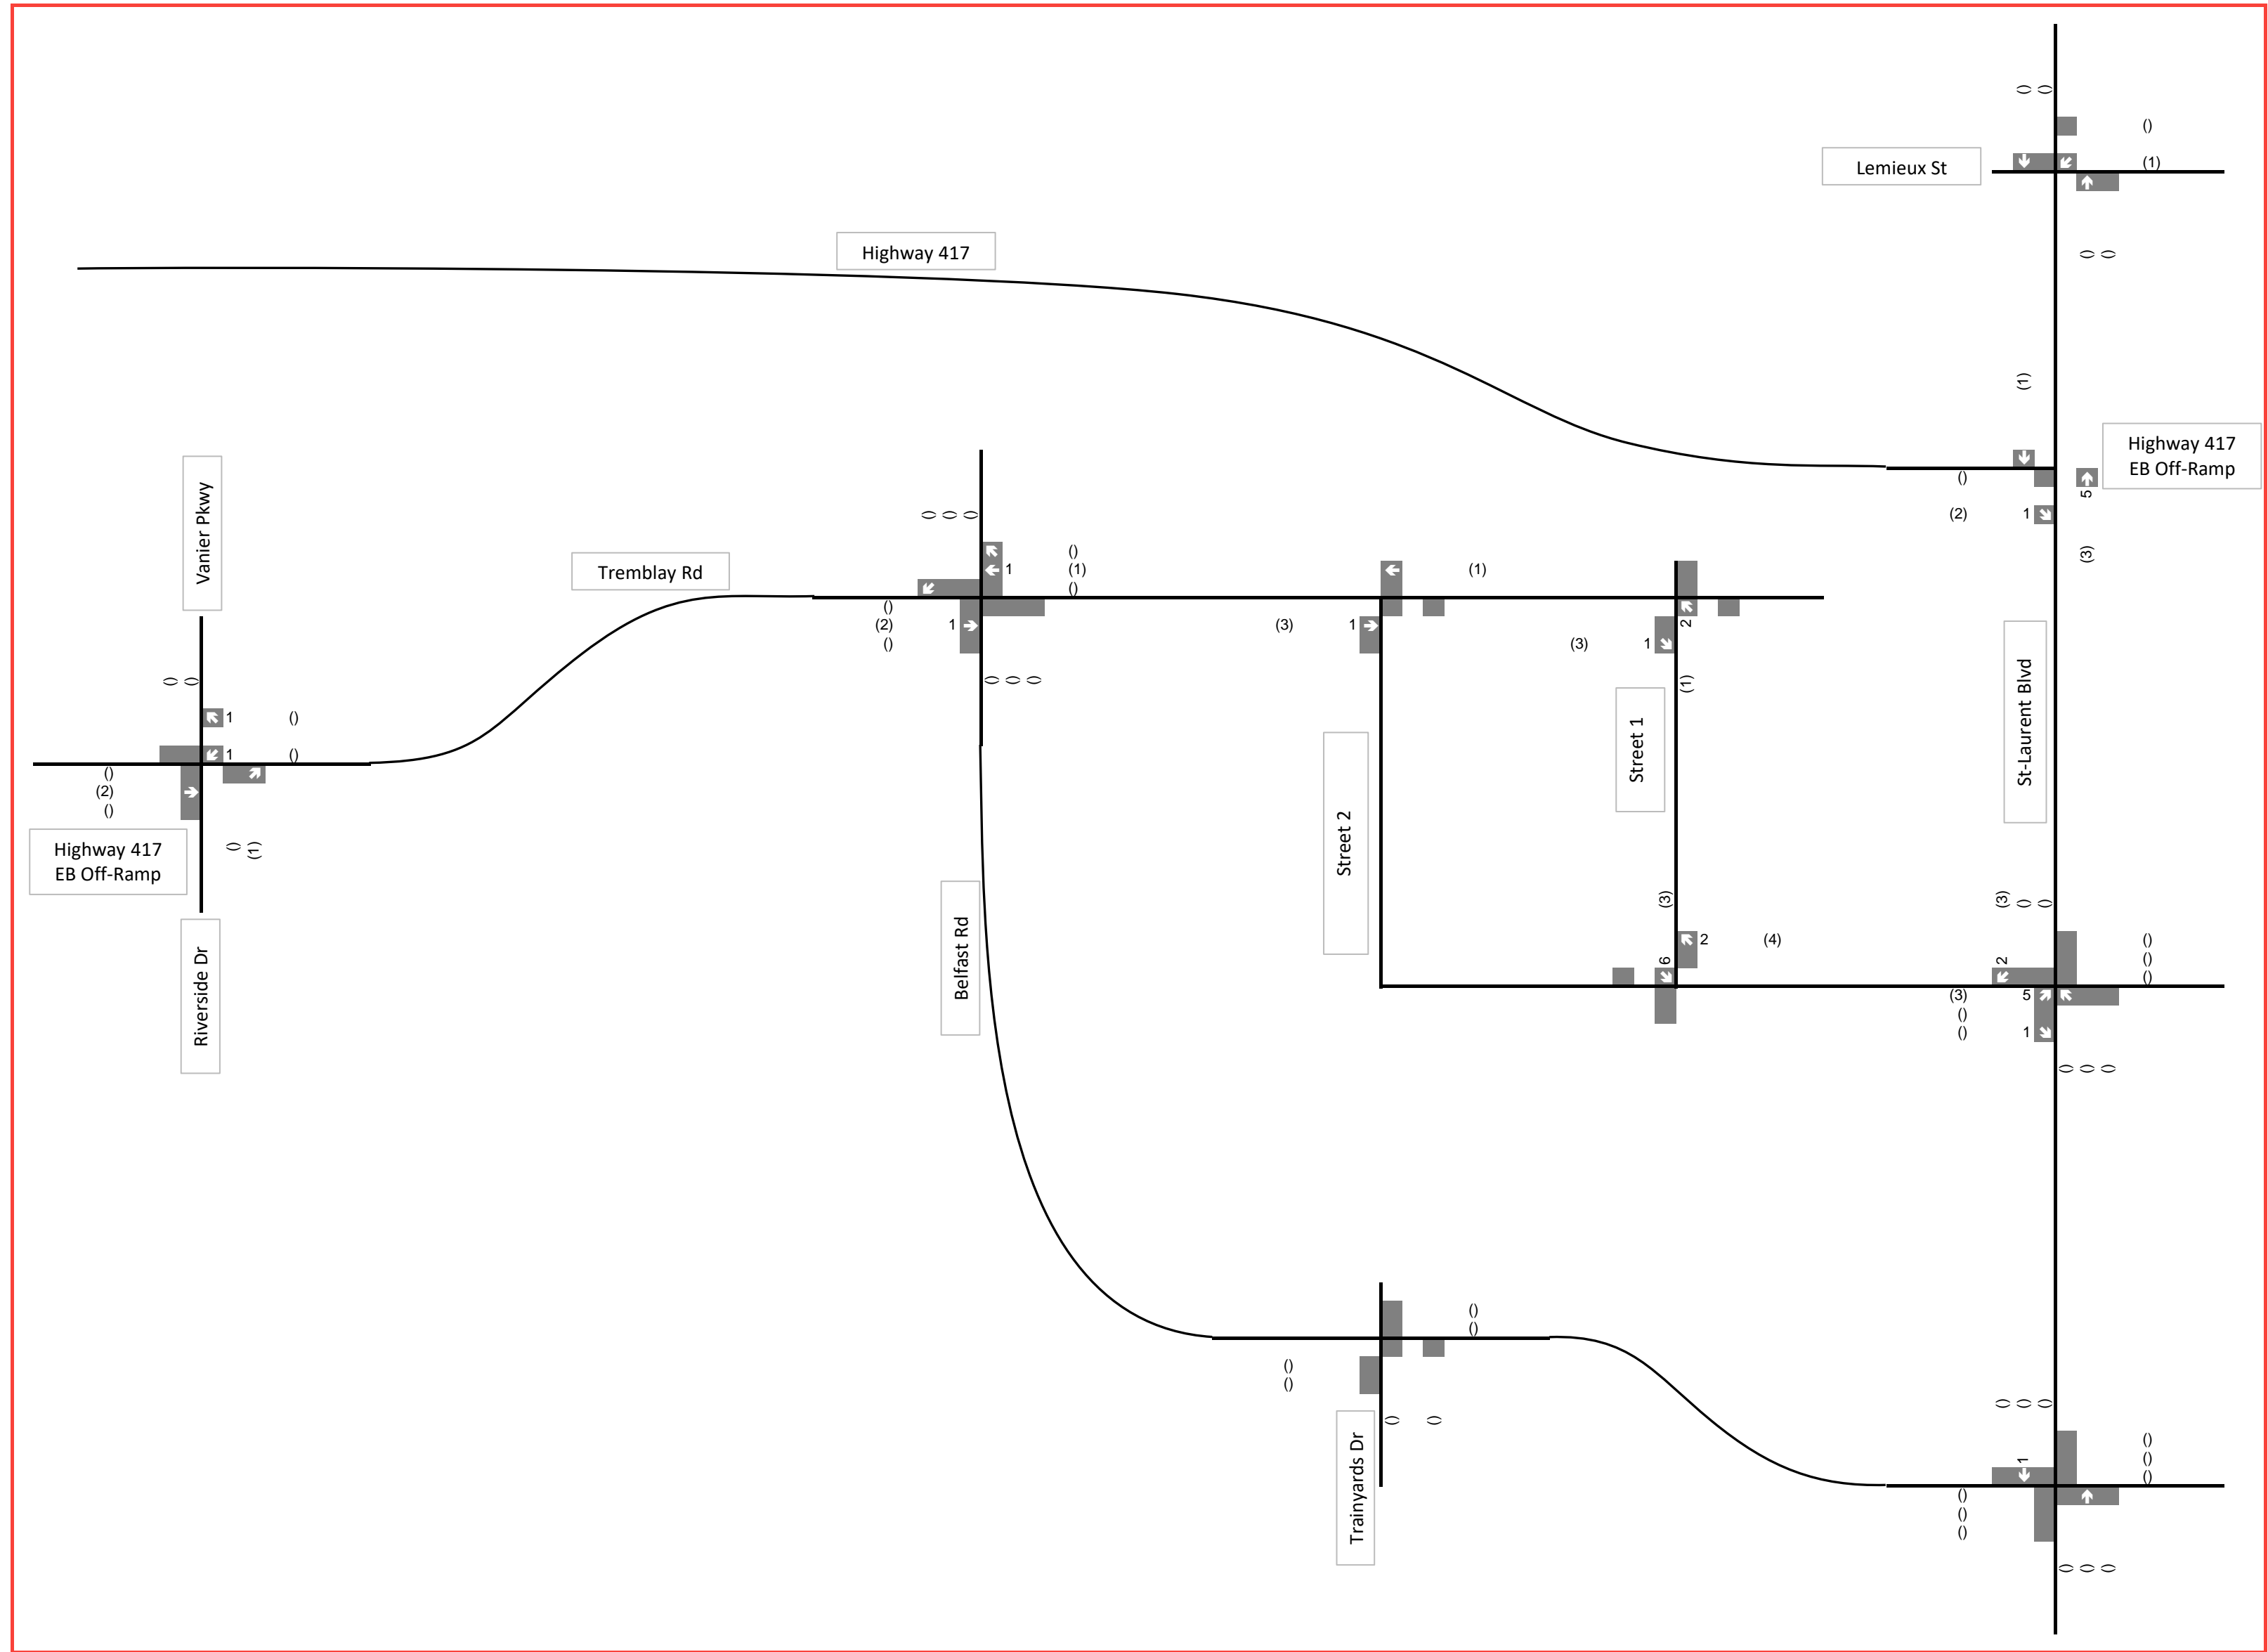 () ()
()
Lemieux St
(1)
Highway 417
() ()
(1)
Highway 417
EB Off-Ramp
()
5
(2) 1
(3)
Vanier Pkwy
() () ()
Tremblay Rd
()
1 (1)
()
()
(2) 1
()
() () ()
(1)
(3) 1
2
(3) 1
(1)
() ()
1 ()
1 ()
()
(2)
()
Highway 417
EB Off-Ramp
() (1)
Riverside Dr
Belfast Rd
Street 2
Street 1
St-Laurent Blvd
(3)
2 (4)
6
(3) () ()
2
()
()
()
(3) 5
()
() 1
() () ()
()
()
()
()
() ()
Trainyards Dr
() () ()
1
()
()
()
()
()
()
() () ()